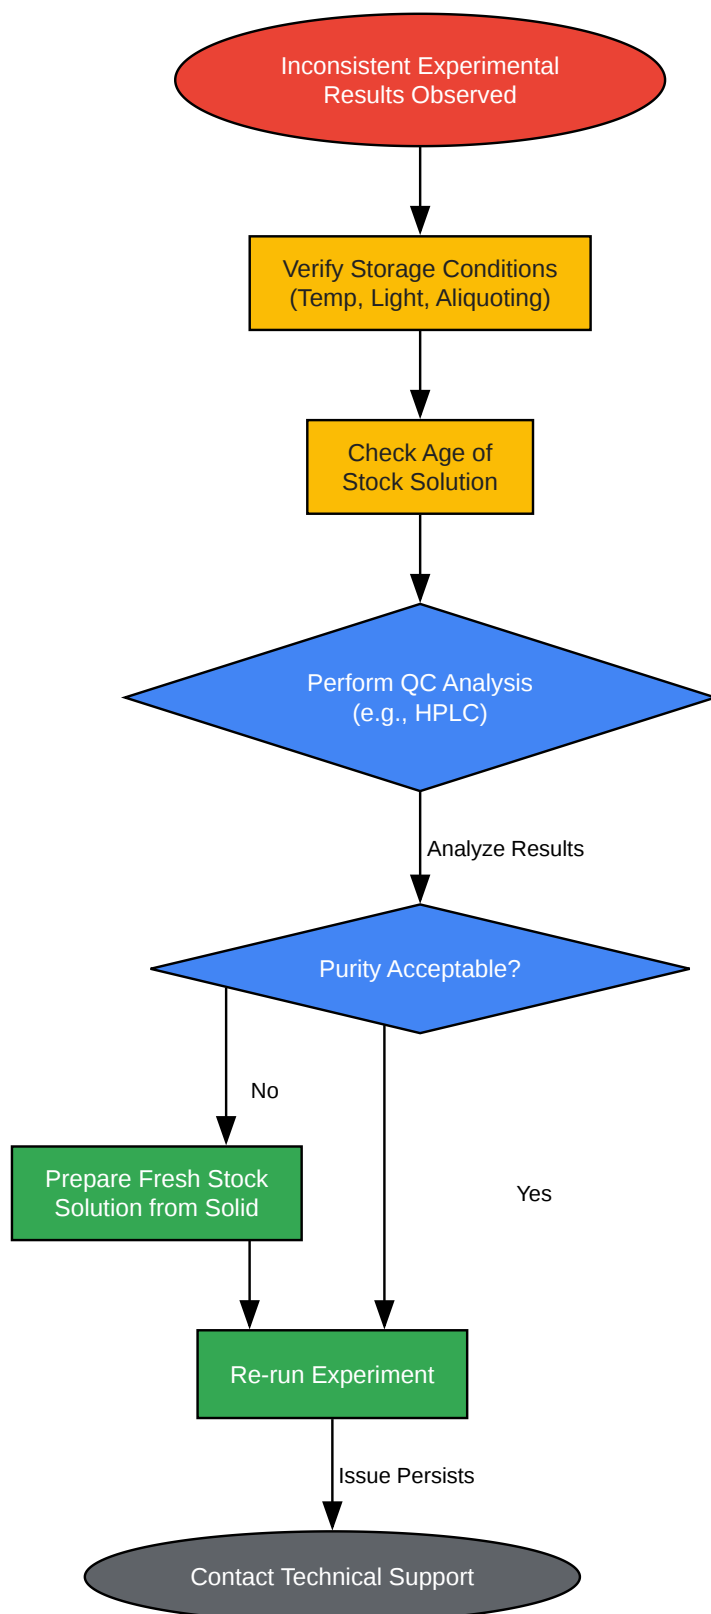 Inconsistent Experimental
Results Observed
Verify Storage Conditions
(Temp, Light, Aliquoting)
Check Age of
Stock Solution
Perform QC Analysis
(e.g., HPLC)
Analyze Results
Purity Acceptable?
No
Prepare Fresh Stock
Solution from Solid
Yes
Re-run Experiment
Issue Persists
Contact Technical Support